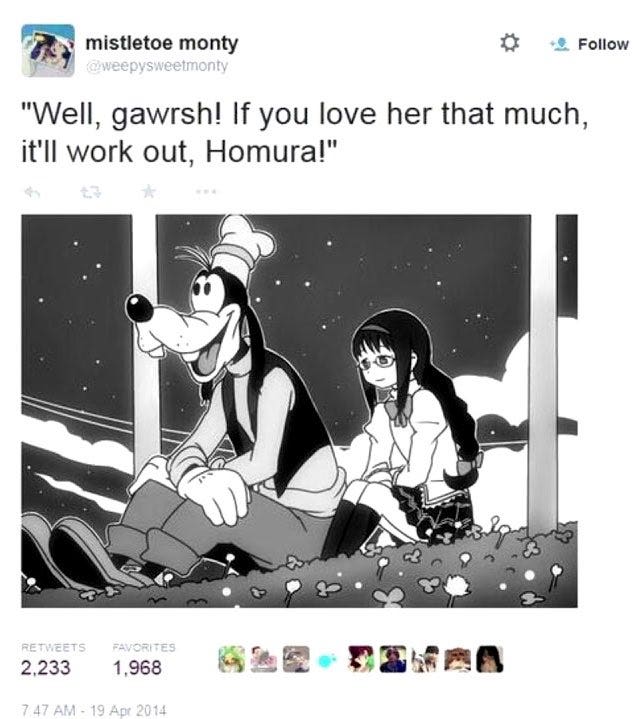 mistletoe monty
@weepysweetmonty
Follow
"Well, gawrsh! If you love her that much,
it'll work out, Homura!"
RETWEETS FAVORITES
2,233 1,968
7:47 AM - 19 Apr 2014